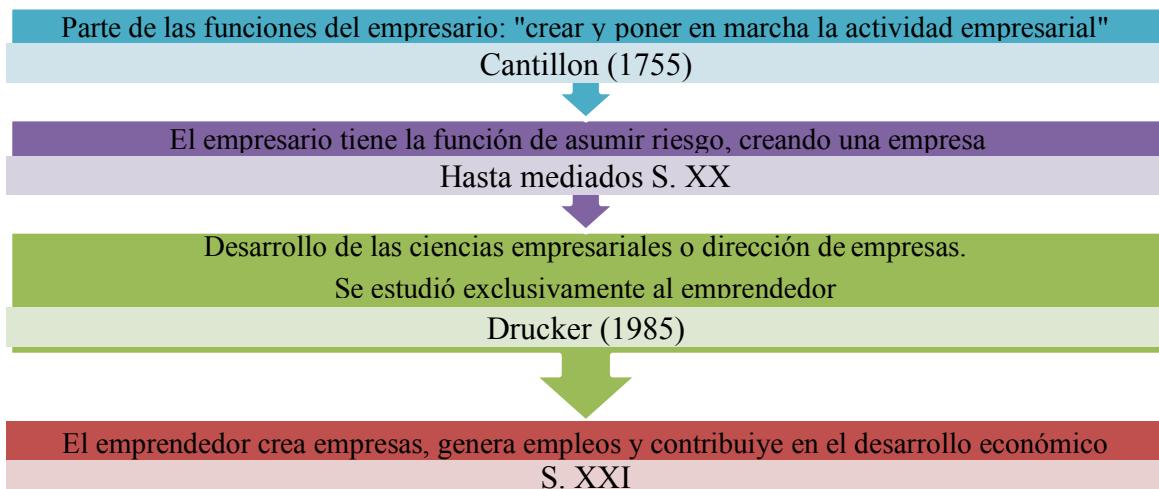 Parte de las funciones del empresario: "crear y poner en marcha la actividad empresarial"
Cantillon (1755)
El empresario tiene la función de asumir riesgo, creando una empresa
Hasta mediados S. XX
Desarrollo de las ciencias empresariales o dirección de empresas.
Se estudió exclusivamente al emprendedor
Drucker (1985)
El emprendedor crea empresas, genera empleos y contribuiye en el desarrollo económico
S. XXI